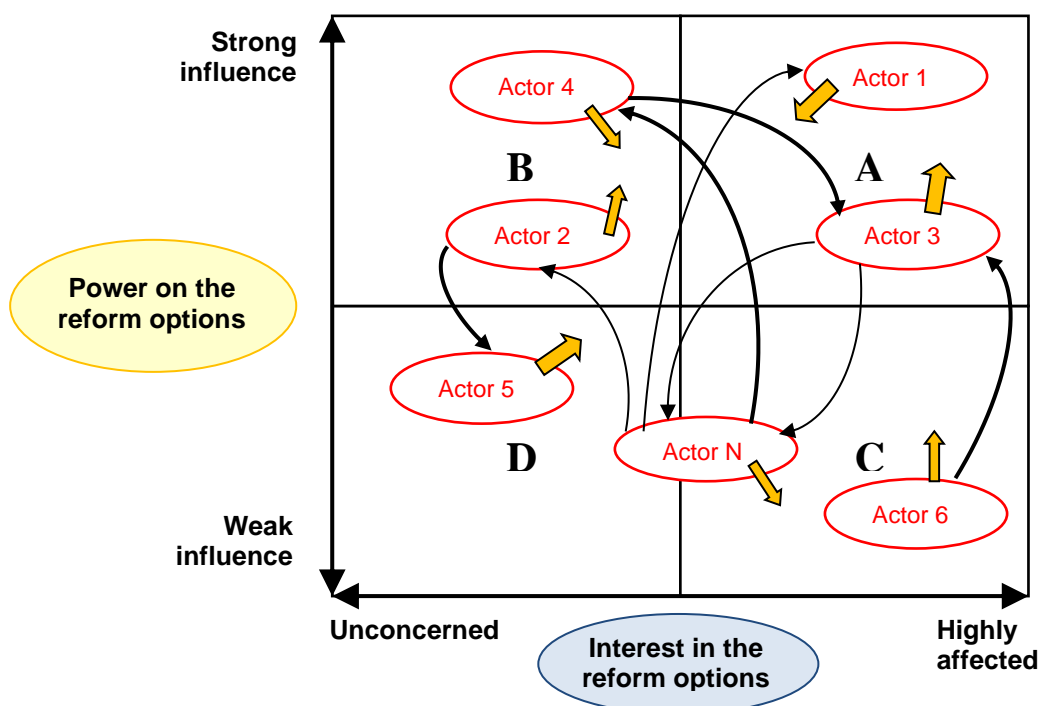 Strong
influence
Actor 4
Actor 1
B
A
Actor 2
Actor 3
Power on the
reform options
Actor 5
D
Actor N
C
Actor 6
Weak
influence
Unconcerned
Interest in the
reform options
Highly
affected